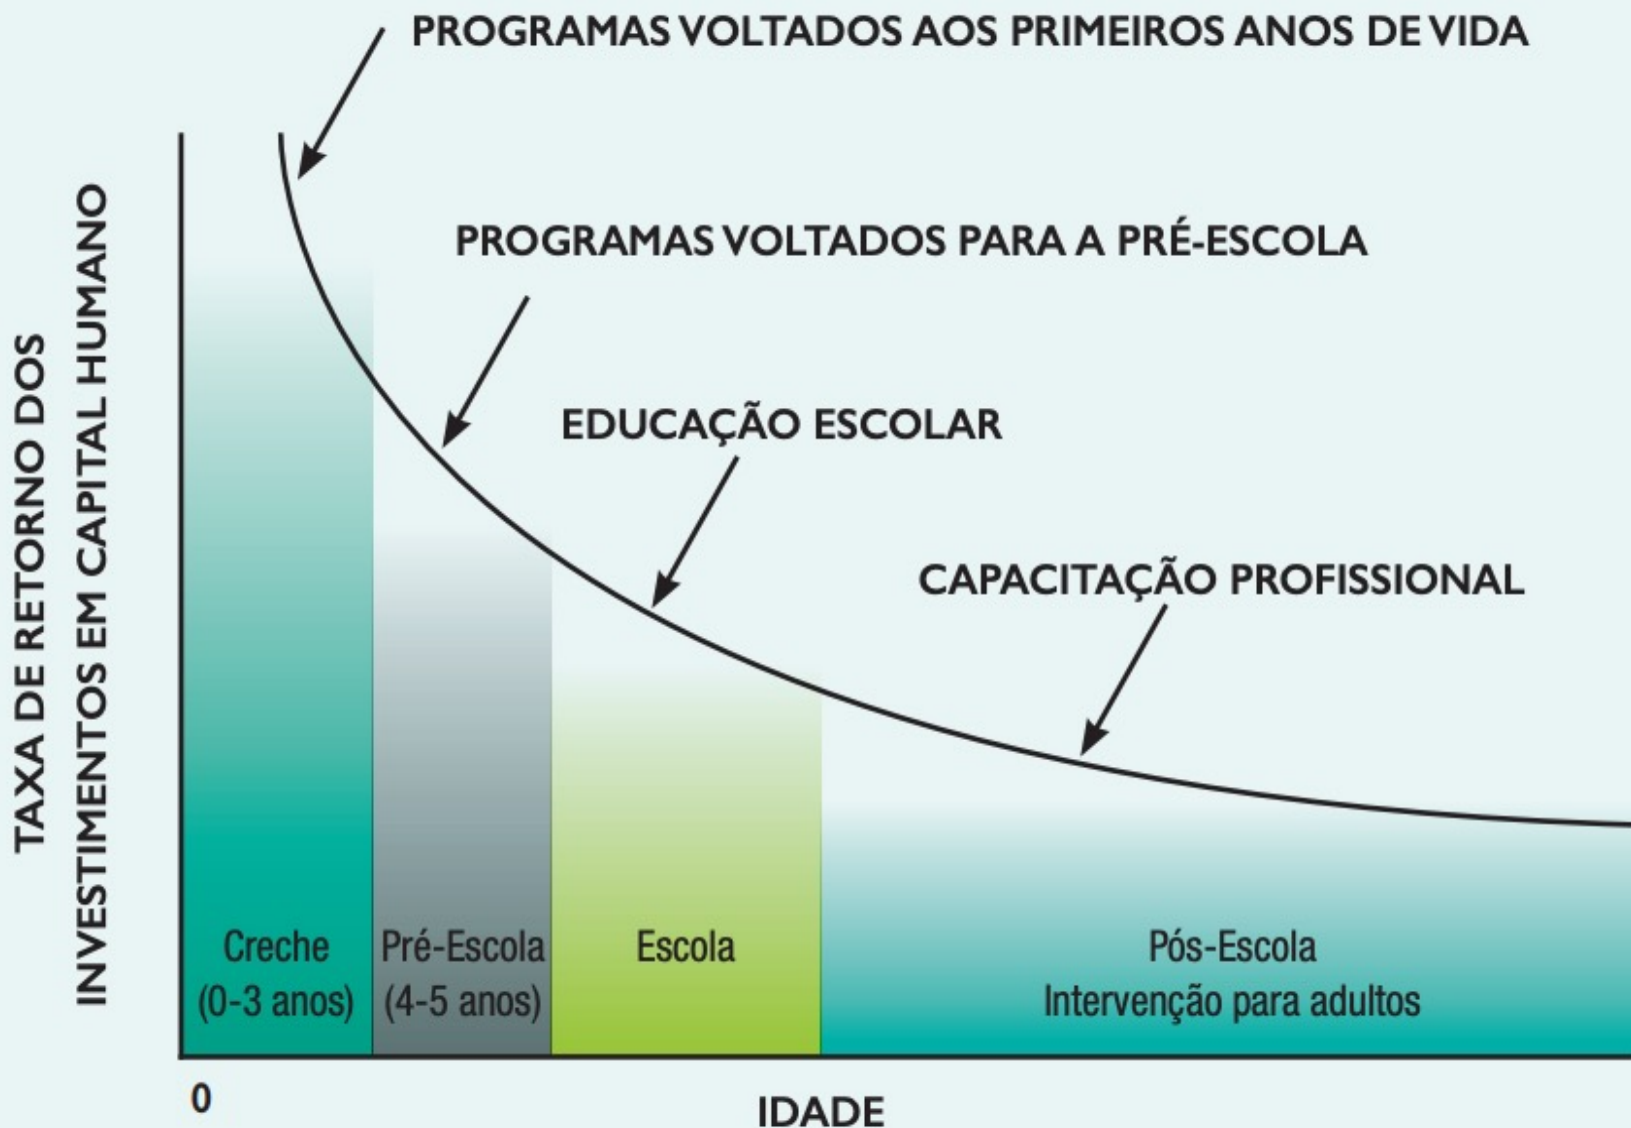 PROGRAMAS VOLTADOS AOS PRIMEIROS ANOS DE VIDA
PROGRAMAS VOLTADOS PARA A PRÉ-ESCOLA
EDUCAÇÃO ESCOLAR
CAPACITAÇÃO PROFISSIONAL
TAXA DE RETORNO DOS
INVESTIMENTOS EM CAPITAL HUMANO
Creche
(0-3 anos)
Pré-Escola
(4-5 anos)
Escola
Pós-Escola
Intervenção para adultos
0
IDADE